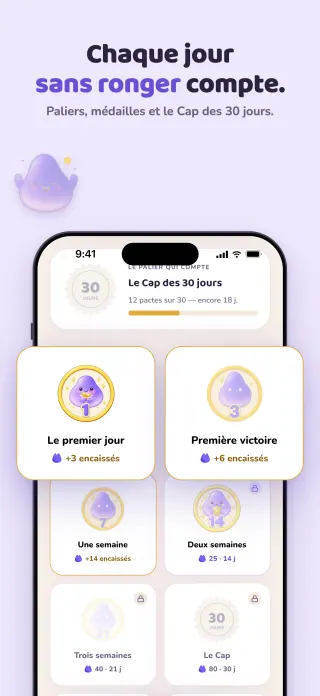 Chaque jour
sans ronger compte.
Paliers, médailles et le Cap des 30 jours.
9:41
LE PALIER QUI COMPTE
30
JOURS
Le Cap des 30 jours
12 pactes sur 30 — encore 18 j.
1
3
Le premier jour
Première victoire
+3 encaissés
+6 encaissés
7
14
Une semaine
Deux semaines
+14 encaissés
25 · 14 j
30
JOURS
Trois semaines
Le Cap
40 · 21 j
80 · 30 j